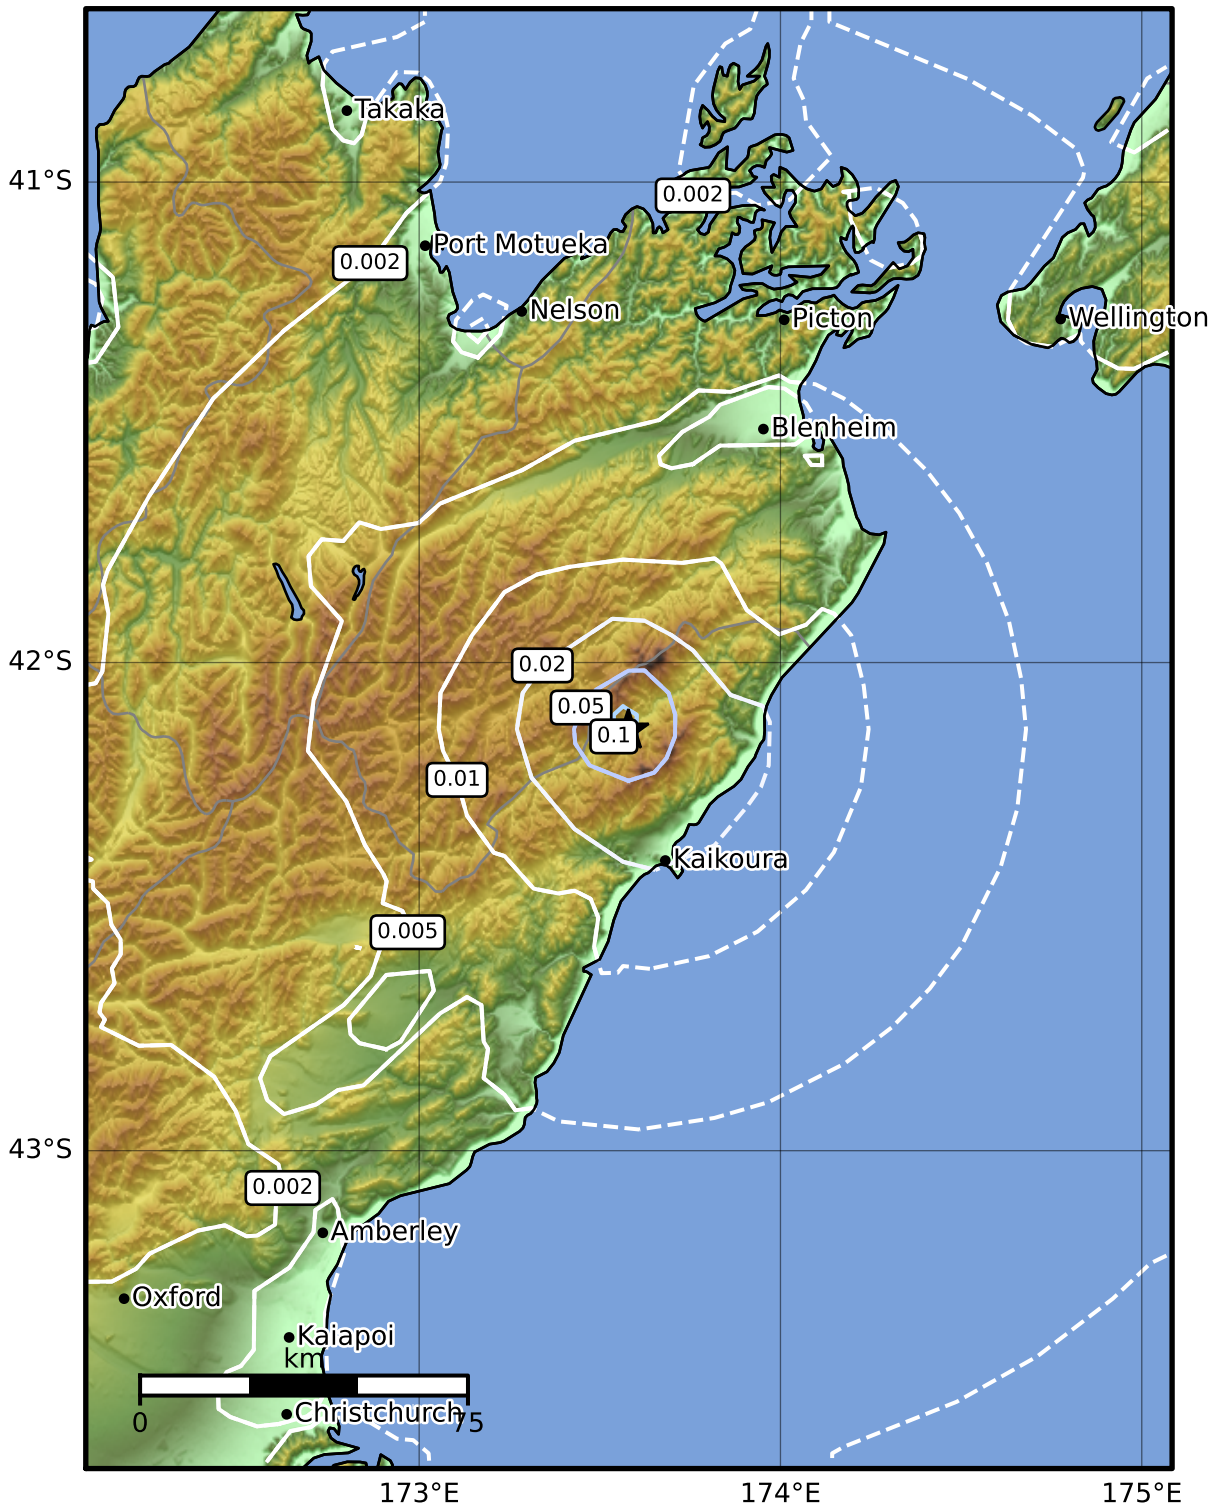 Takaka
41°S
0.002
Port Motueka
0.002
Nelson
Picton
Wellington
Blenheim
42°S
0.02
0.05
0.1
0.01
Kaikoura
0.005
43°S
0.002
Amberley
Oxford
Kaiapoi
km
Christchurch
0
75
173°E
174°E
175°E